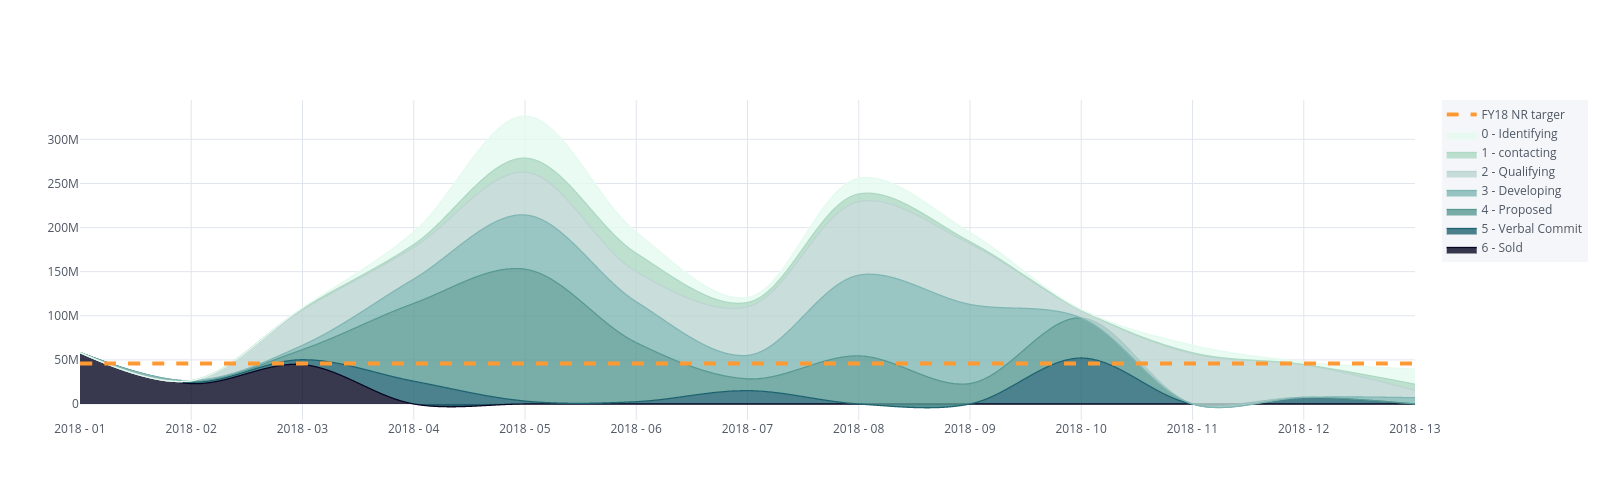 300M
250M
200M
150M
100M
50M
0
2018 - 01 2018 - 02 2018 - 03 2018 - 04 2018 - 05 2018 - 06 2018 - 07 2018 - 08 2018 - 09 2018 - 10 2018 - 11 2018 - 12 2018 - 13
FY18 NR targer
0 - Identifying
1 - contacting
2 - Qualifying
3 - Developing
4 - Proposed
5 - Verbal Commit
6 - Sold